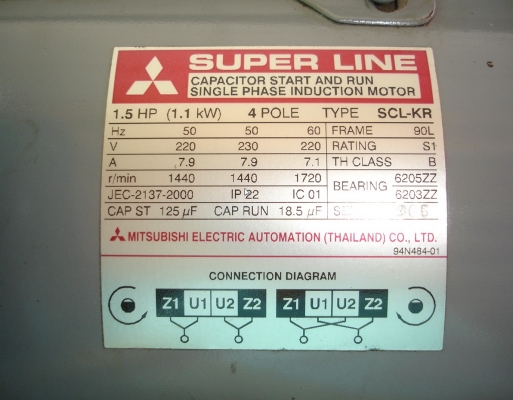 SUPER LINE
CAPACITOR START AND RUN
SINGLE PHASE INDUCTION MOTOR
1.5 HP (1.1 kW) 4 POLE TYPE SCL-KR
Hz 50 50 60 FRAME 90L
V 220 230 220 RATING S1
A 7.9 7.9 7.1 TH CLASS B
r/min 1440 1440 1720 BEARING 6205ZZ
JEC-2137-2000 IP 22 IC 01 6203ZZ
CAP ST 125 µF CAP RUN 18.5 µF
MITSUBISHI ELECTRIC AUTOMATION (THAILAND) CO., LTD.
94N484-01
CONNECTION DIAGRAM
Z1 U1 U2 Z2 Z1 U1 U2 Z2